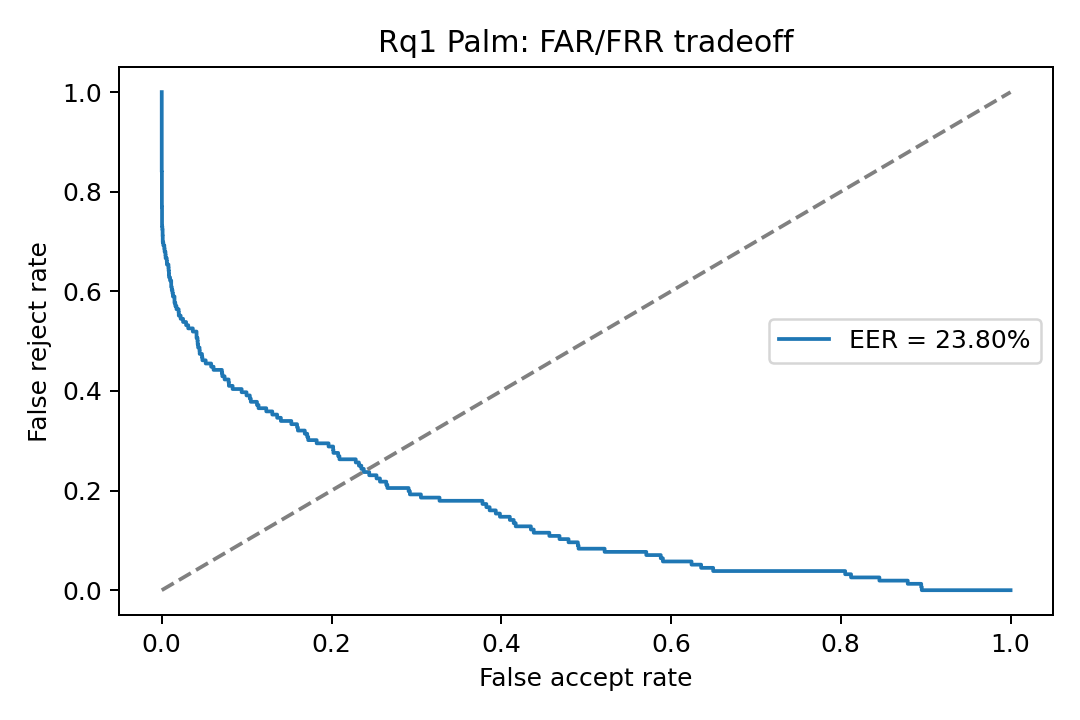 Rq1 Palm: FAR/FRR tradeoff
1.0
0.8
0.6
0.4
0.2
0.0
False reject rate
EER = 23.80%
0.0 0.2 0.4 0.6 0.8 1.0
False accept rate